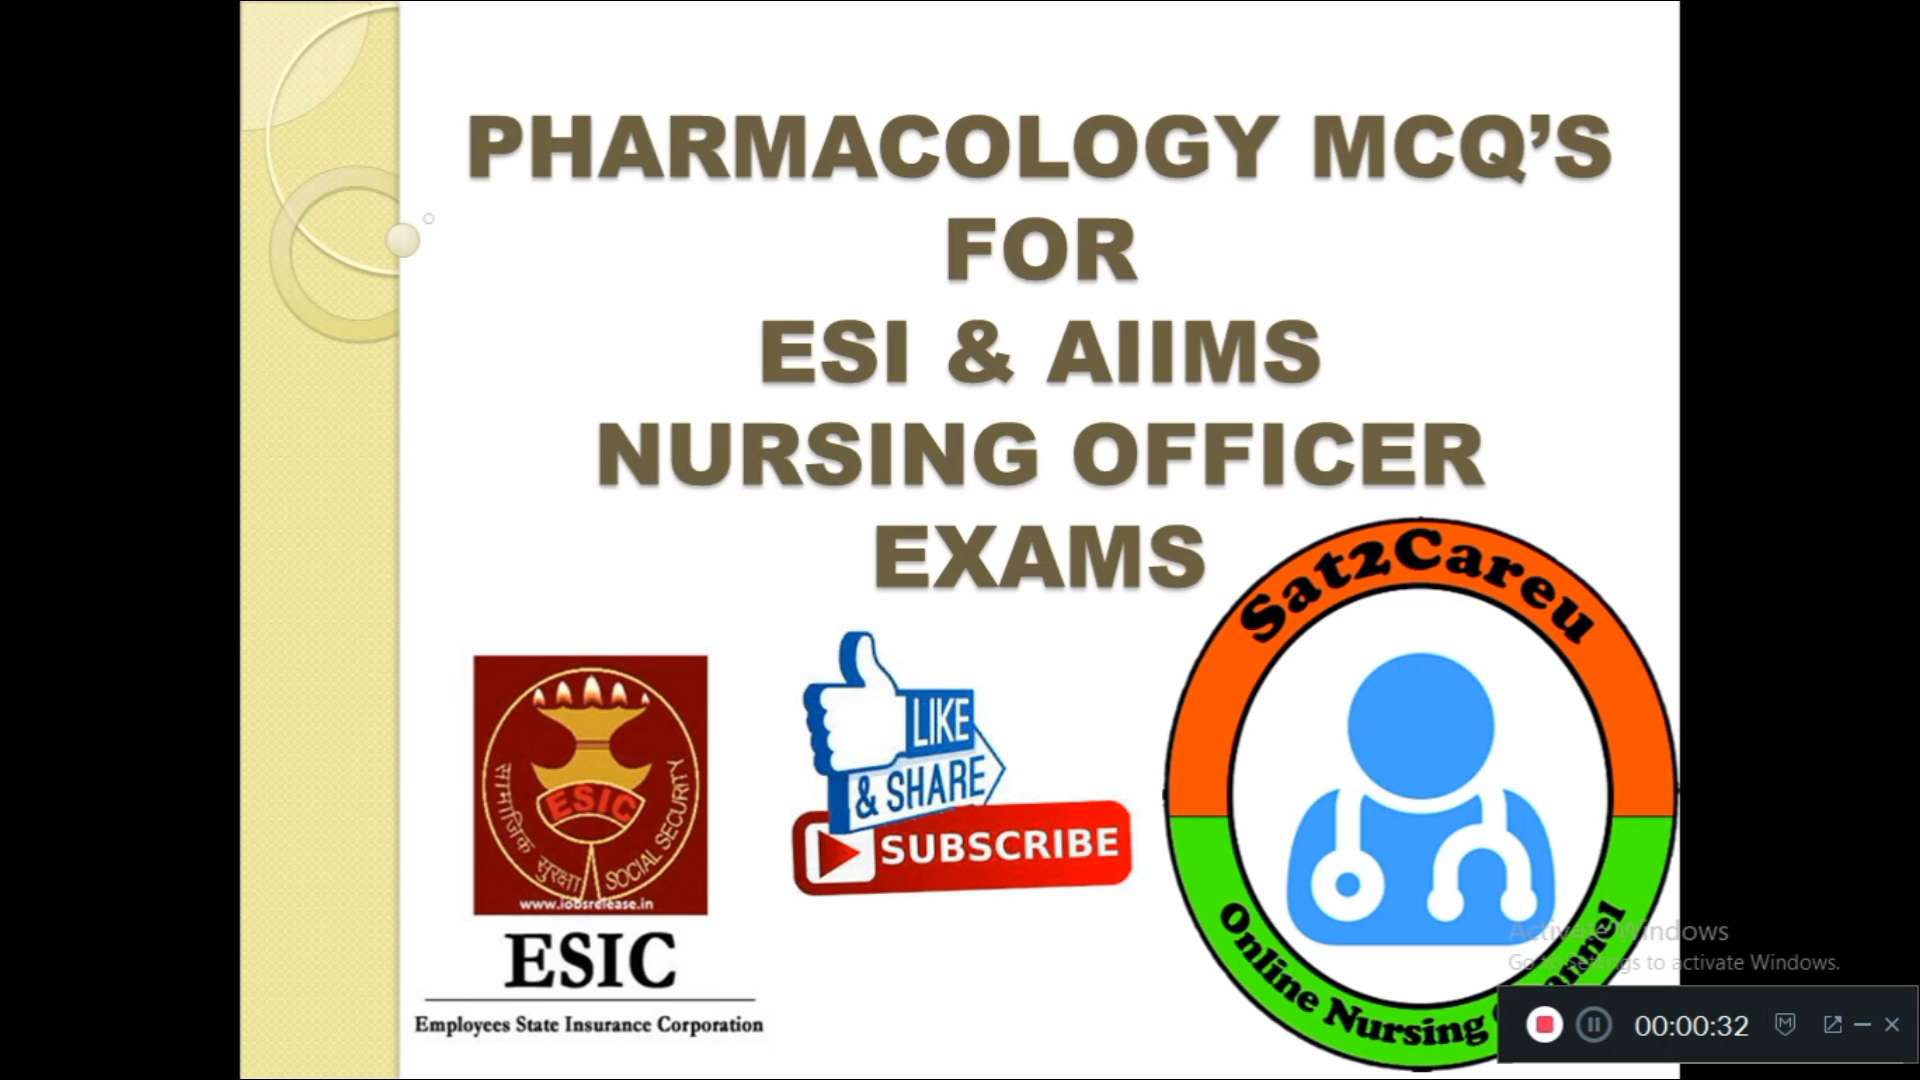 PHARMACOLOGY MCQ’S
FOR
ESI & AIIMS
NURSING OFFICER
EXAMS
Sat2Careu
LIKE
& SHARE
SUBSCRIBE
ESIC
सामाजिक सुरक्षा
SOCIAL SECURITY
www.jobsrelease.in
ESIC
Employees State Insurance Corporation
Online Nursing
Activate Windows
Go to Settings to activate Windows.
00:00:32